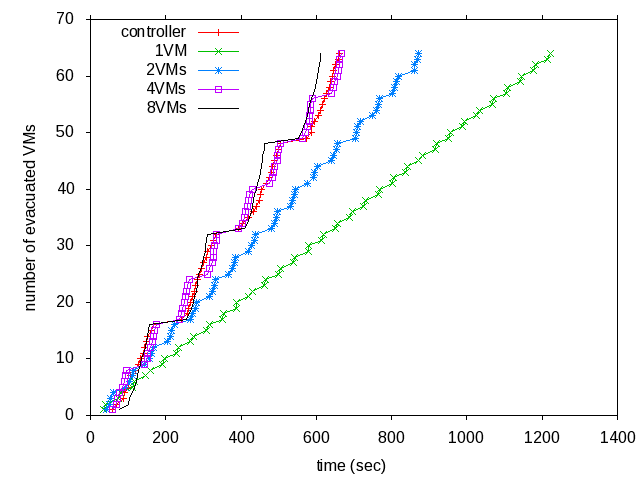 number of evacuated VMs
70
60
50
40
30
20
10
0
controller
1VM
2VMs
4VMs
8VMs
0 200 400 600 800 1000 1200 1400
time (sec)